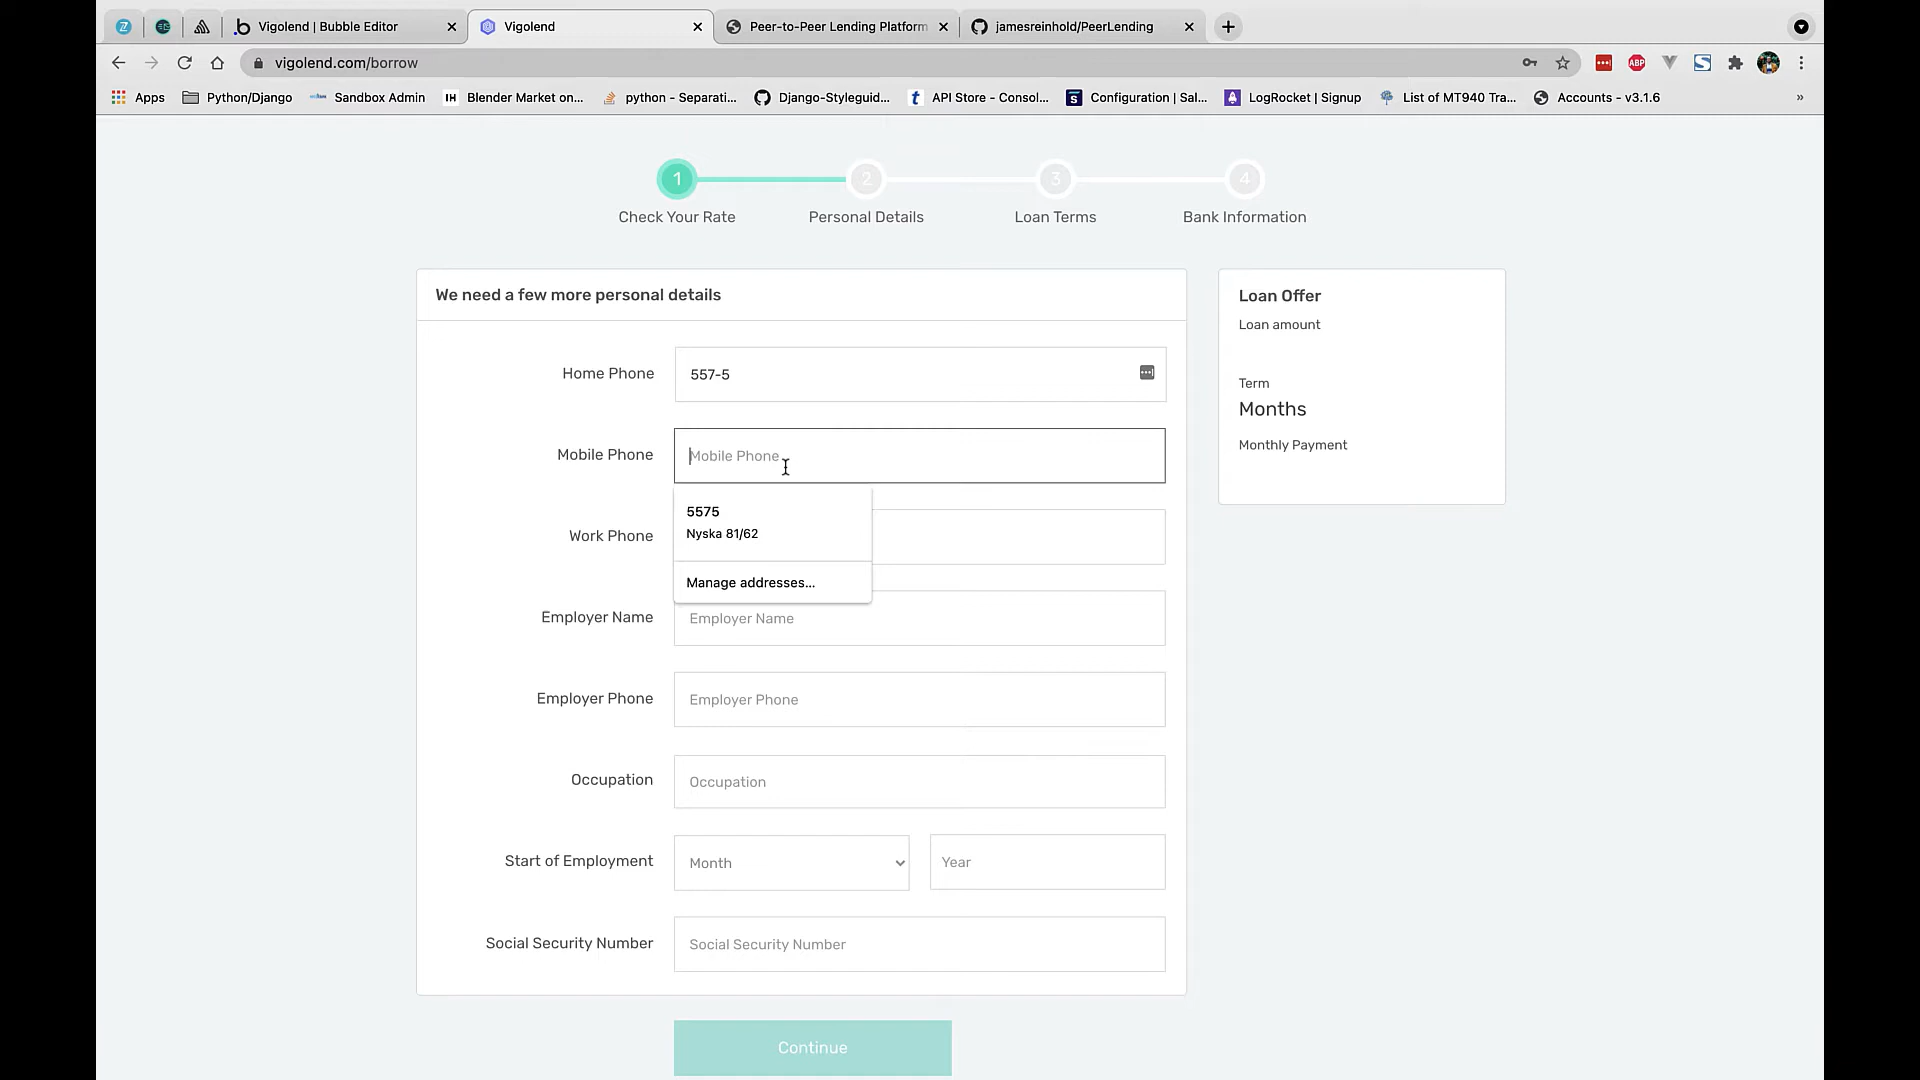 Vigolend | Bubble Editor
Vigolend
Peer-to-Peer Lending Platform
jamesreinhold/PeerLending
vigolend.com/borrow
ABP
Apps
Python/Django
Sandbox Admin
IH
Blender Market on...
python - Separati...
Django-Styleguid...
API Store - Consol...
Configuration | Sal...
LogRocket | Signup
List of MT940 Tra...
Accounts - v3.1.6
»
1
2
3
4
Check Your Rate
Personal Details
Loan Terms
Bank Information
We need a few more personal details
Home Phone
557-5
Mobile Phone
Mobile Phone
5575
Nyska 81/62
Manage addresses...
Work Phone
Employer Name
Employer Name
Employer Phone
Employer Phone
Occupation
Occupation
Start of Employment
Month
Year
Social Security Number
Social Security Number
Continue
Loan Offer
Loan amount
Term
Months
Monthly Payment